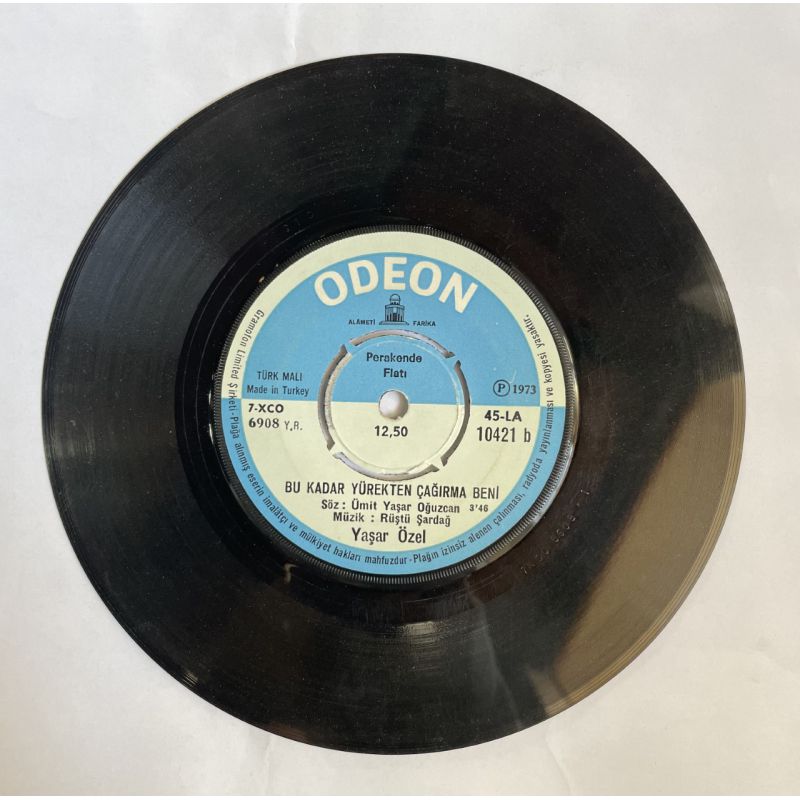 ODEON
ALÂMETİ FARİKA
Perakende
Fiatı
TÜRK MALI
Made in Turkey
Ⓟ 1973
7-XCO
6908 Y.R.
12,50
45-LA
10421 b
BU KADAR YÜREKTEN ÇAĞIRMA BENİ
Söz : Ümit Yaşar Oğuzcan 3'46
Müzik : Rüştü Şardağ
Yaşar Özel
Gramofon Limited Şirketi-Plağa alınmış eserin imalâtçı ve mülkiyet hakları mahfuzdur-Plağın izinsiz alenen çalınması, radyoda yayınlanması ve kopyesi yasaktır.